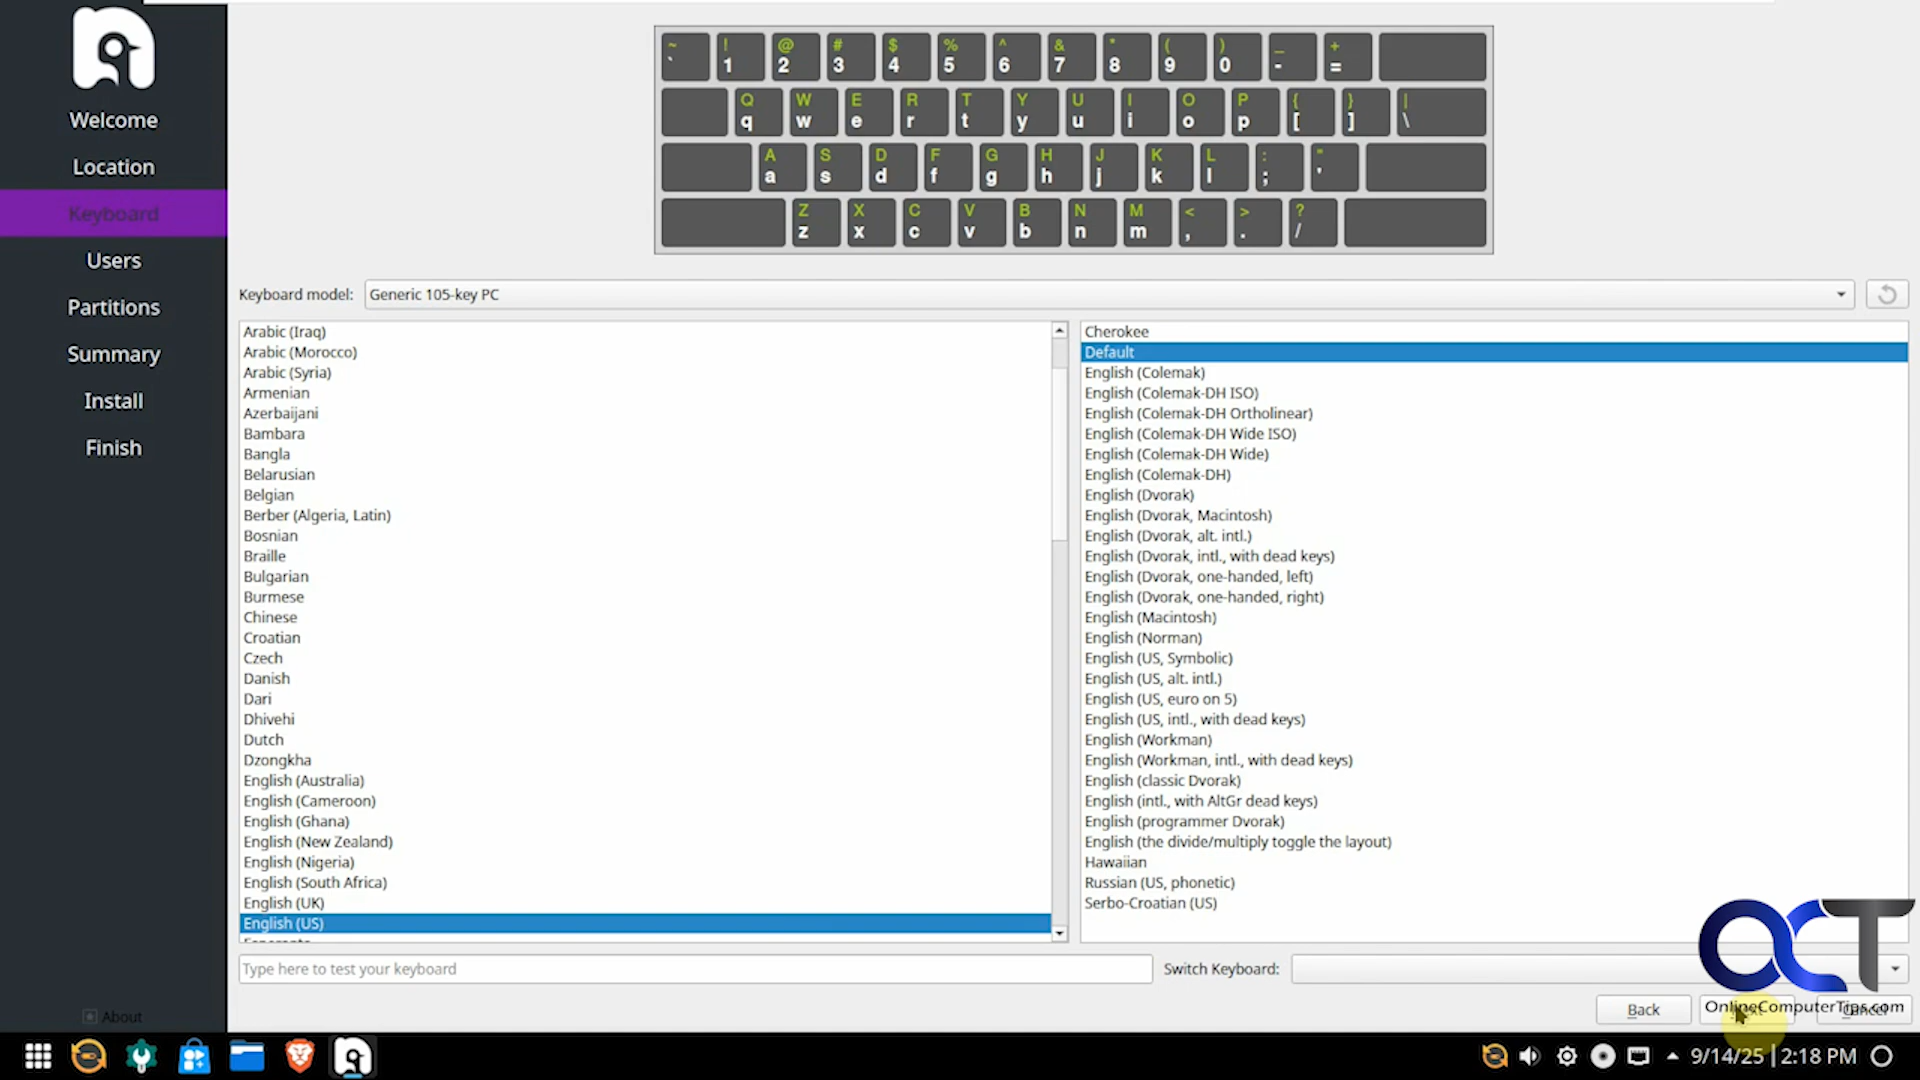 Welcome
Location
Keyboard
Users
Partitions
Summary
Install
Finish
About
~ ! @ # $ % ^ & * ( ) _ +
` 1 2 3 4 5 6 7 8 9 0 - =
Q W E R T Y U I O P { } |
q w e r t y u i o p [ ] \
A S D F G H J K L : "
a s d f g h j k l ; '
Z X C V B N M < > ?
z x c v b n m , . /
Keyboard model: Generic 105-key PC
Arabic (Iraq)
Arabic (Morocco)
Arabic (Syria)
Armenian
Azerbaijani
Bambara
Bangla
Belarusian
Belgian
Berber (Algeria, Latin)
Bosnian
Braille
Bulgarian
Burmese
Chinese
Croatian
Czech
Danish
Dari
Dhivehi
Dutch
Dzongkha
English (Australia)
English (Cameroon)
English (Ghana)
English (New Zealand)
English (Nigeria)
English (South Africa)
English (UK)
English (US)
Cherokee
Default
English (Colemak)
English (Colemak-DH ISO)
English (Colemak-DH Ortholinear)
English (Colemak-DH Wide ISO)
English (Colemak-DH Wide)
English (Colemak-DH)
English (Dvorak)
English (Dvorak, Macintosh)
English (Dvorak, alt. intl.)
English (Dvorak, intl., with dead keys)
English (Dvorak, one-handed, left)
English (Dvorak, one-handed, right)
English (Macintosh)
English (Norman)
English (US, Symbolic)
English (US, alt. intl.)
English (US, euro on 5)
English (US, intl., with dead keys)
English (Workman)
English (Workman, intl., with dead keys)
English (classic Dvorak)
English (intl., with AltGr dead keys)
English (programmer Dvorak)
English (the divide/multiply toggle the layout)
Hawaiian
Russian (US, phonetic)
Serbo-Croatian (US)
Type here to test your keyboard
Switch Keyboard:
OCT
OnlineComputerTips.com
Back
Cancel
9/14/25 | 2:18 PM